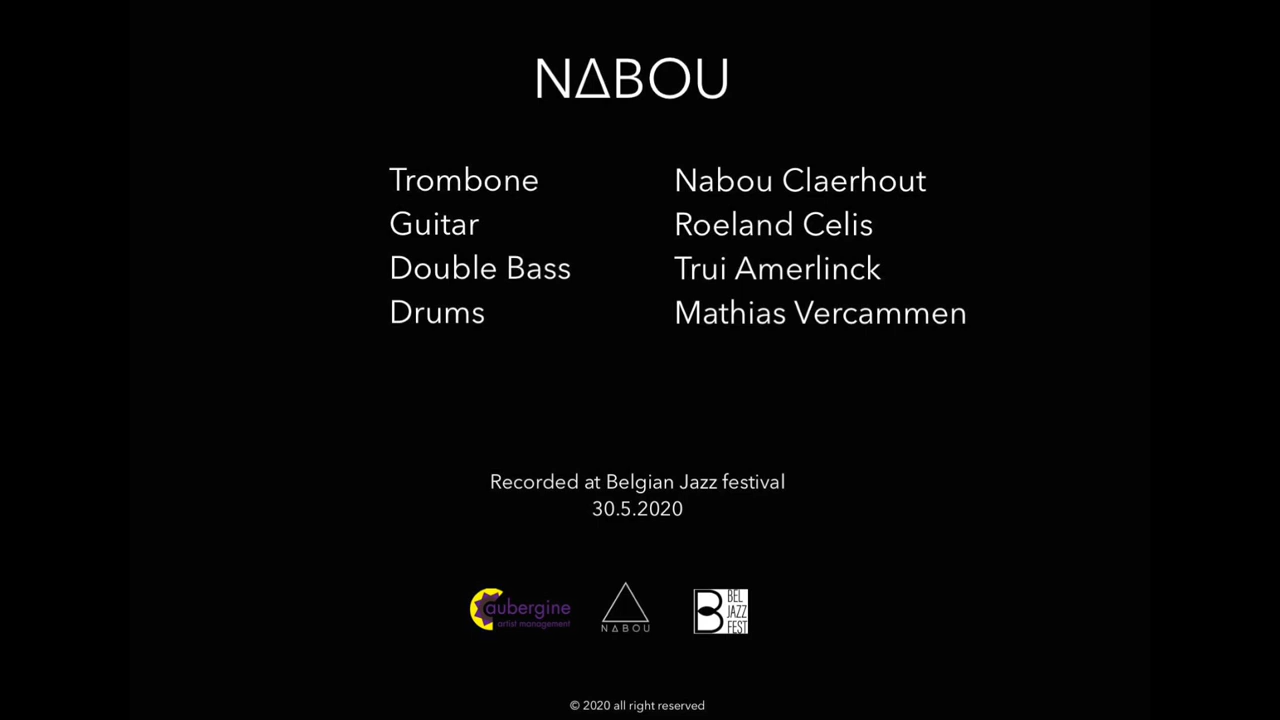 NΔBOU
Trombone Nabou Claerhout
Guitar Roeland Celis
Double Bass Trui Amerlinck
Drums Mathias Vercammen
Recorded at Belgian Jazz festival
30.5.2020
aubergine
artist management
NΔBOU
BEL
JAZZ
FEST
© 2020 all right reserved